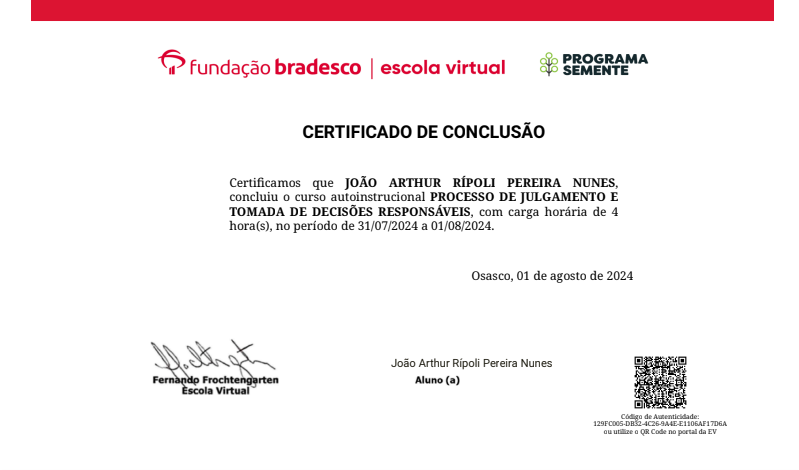 fundação bradesco | escola virtual
PROGRAMA
SEMENTE
CERTIFICADO DE CONCLUSÃO
Certificamos que JOÃO ARTHUR RÍPOLI PEREIRA NUNES,
concluiu o curso autoinstrucional PROCESSO DE JULGAMENTO E
TOMADA DE DECISÕES RESPONSÁVEIS, com carga horária de 4
hora(s), no período de 31/07/2024 a 01/08/2024.
Osasco, 01 de agosto de 2024
Fernando Frochtengarten
Escola Virtual
João Arthur Rípoli Pereira Nunes
Aluno (a)
Código de Autenticidade:
129FC005-DB32-4C26-9A4E-E1106AF17D6A
ou utilize o QR Code no portal da EV